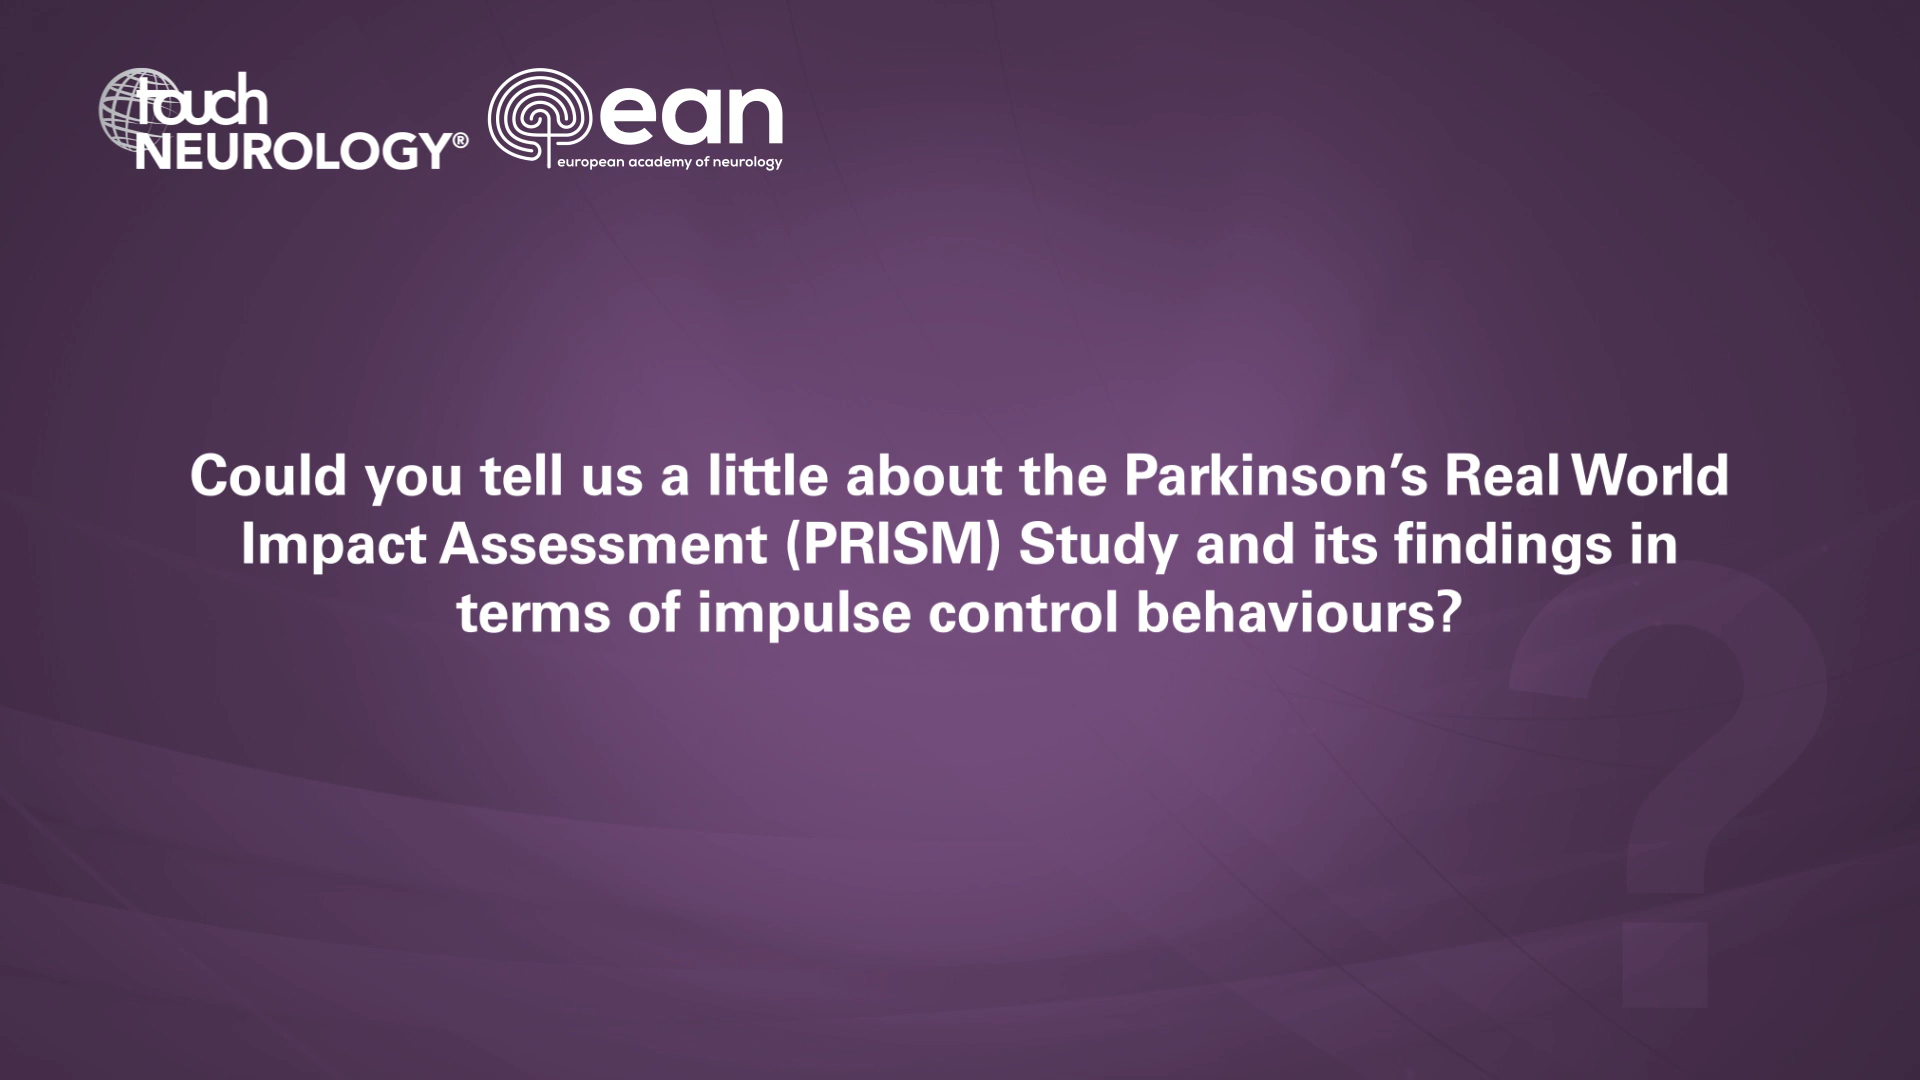 touch
NEUROLOGY®
ean
european academy of neurology
Could you tell us a little about the Parkinson’s Real World
Impact Assessment (PRISM) Study and its findings in
terms of impulse control behaviours?
?